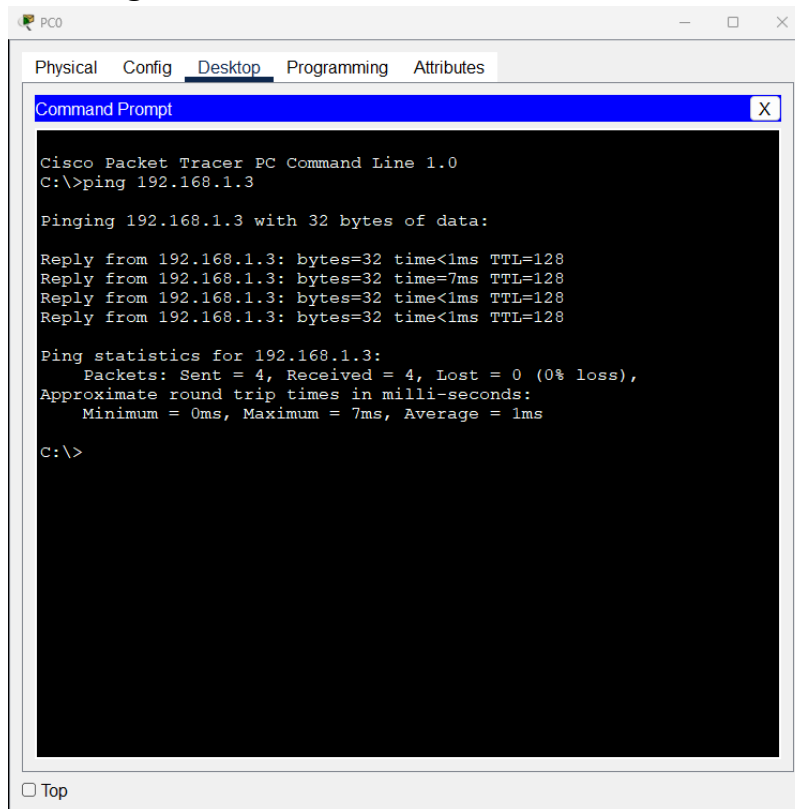 PC0
Physical Config Desktop Programming Attributes
Command Prompt
X
Cisco Packet Tracer PC Command Line 1.0
C:\>ping 192.168.1.3
Pinging 192.168.1.3 with 32 bytes of data:
Reply from 192.168.1.3: bytes=32 time<1ms TTL=128
Reply from 192.168.1.3: bytes=32 time=7ms TTL=128
Reply from 192.168.1.3: bytes=32 time<1ms TTL=128
Reply from 192.168.1.3: bytes=32 time<1ms TTL=128
Ping statistics for 192.168.1.3:
Packets: Sent = 4, Received = 4, Lost = 0 (0% loss),
Approximate round trip times in milli-seconds:
Minimum = 0ms, Maximum = 7ms, Average = 1ms
C:\>
Top